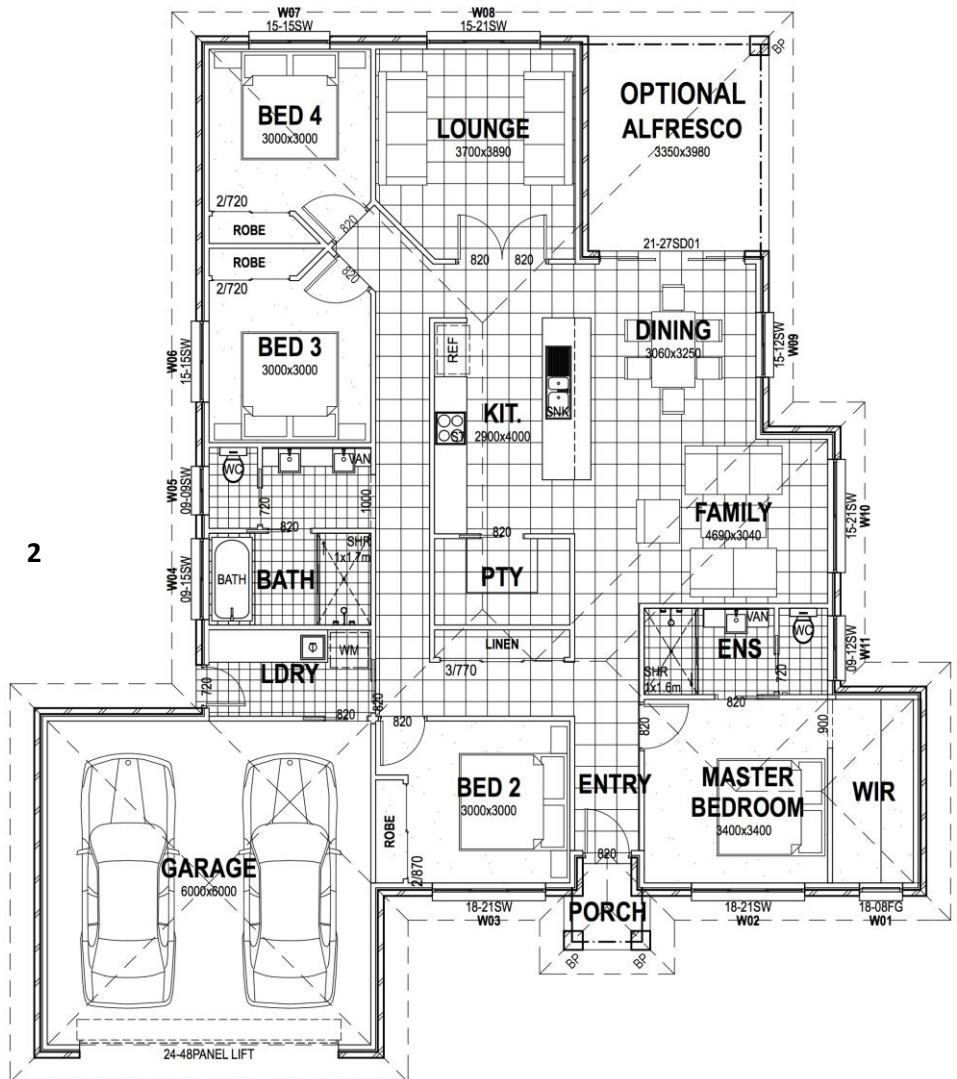 W07
15-15SW
W08
15-21SW
BP
BED 4
3000x3000
LOUNGE
3700x3890
OPTIONAL
ALFRESCO
3350x3980
2/720
ROBE
820
820
820
21-27SD01
ROBE
2/720
820
BED 3
3000x3000
W06
15-15SW
REF
ST
KIT.
2900x4000
SNK
DINING
3060x3250
15-12SW
W09
WC
VAN
720
1000
W05
09-09SW
820
820
FAMILY
4690x3040
15-21SW
W10
2
W04
09-15SW
BATH
BATH
SHR
1x1.7m
PTY
LINEN
3/770
LDRY
T
WM
720
820
820
820
SHR
1x1.6m
VAN
ENS
WC
720
09-12SW
W11
820
820
900
GARAGE
6000x6000
ROBE
2/870
BED 2
3000x3000
ENTRY
820
MASTER
BEDROOM
3400x3400
WIR
18-21SW
W03
PORCH
BP
BP
18-21SW
W02
18-08FG
W01
24-48PANEL LIFT